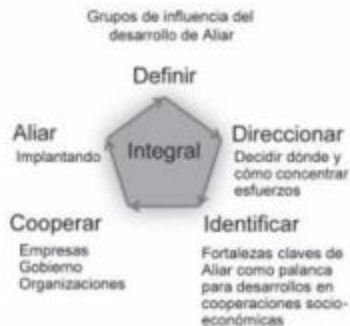 Grupos de influencia del
desarrollo de Aliar
Definir
Aliar
Implantando
Integral
Direccionar
Decidir dónde y
cómo concentrar
esfuerzos
Cooperar
Empresas
Gobierno
Organizaciones
Identificar
Fortalezas claves de
Aliar como palanca
para desarrollos en
cooperaciones socio-
económicas